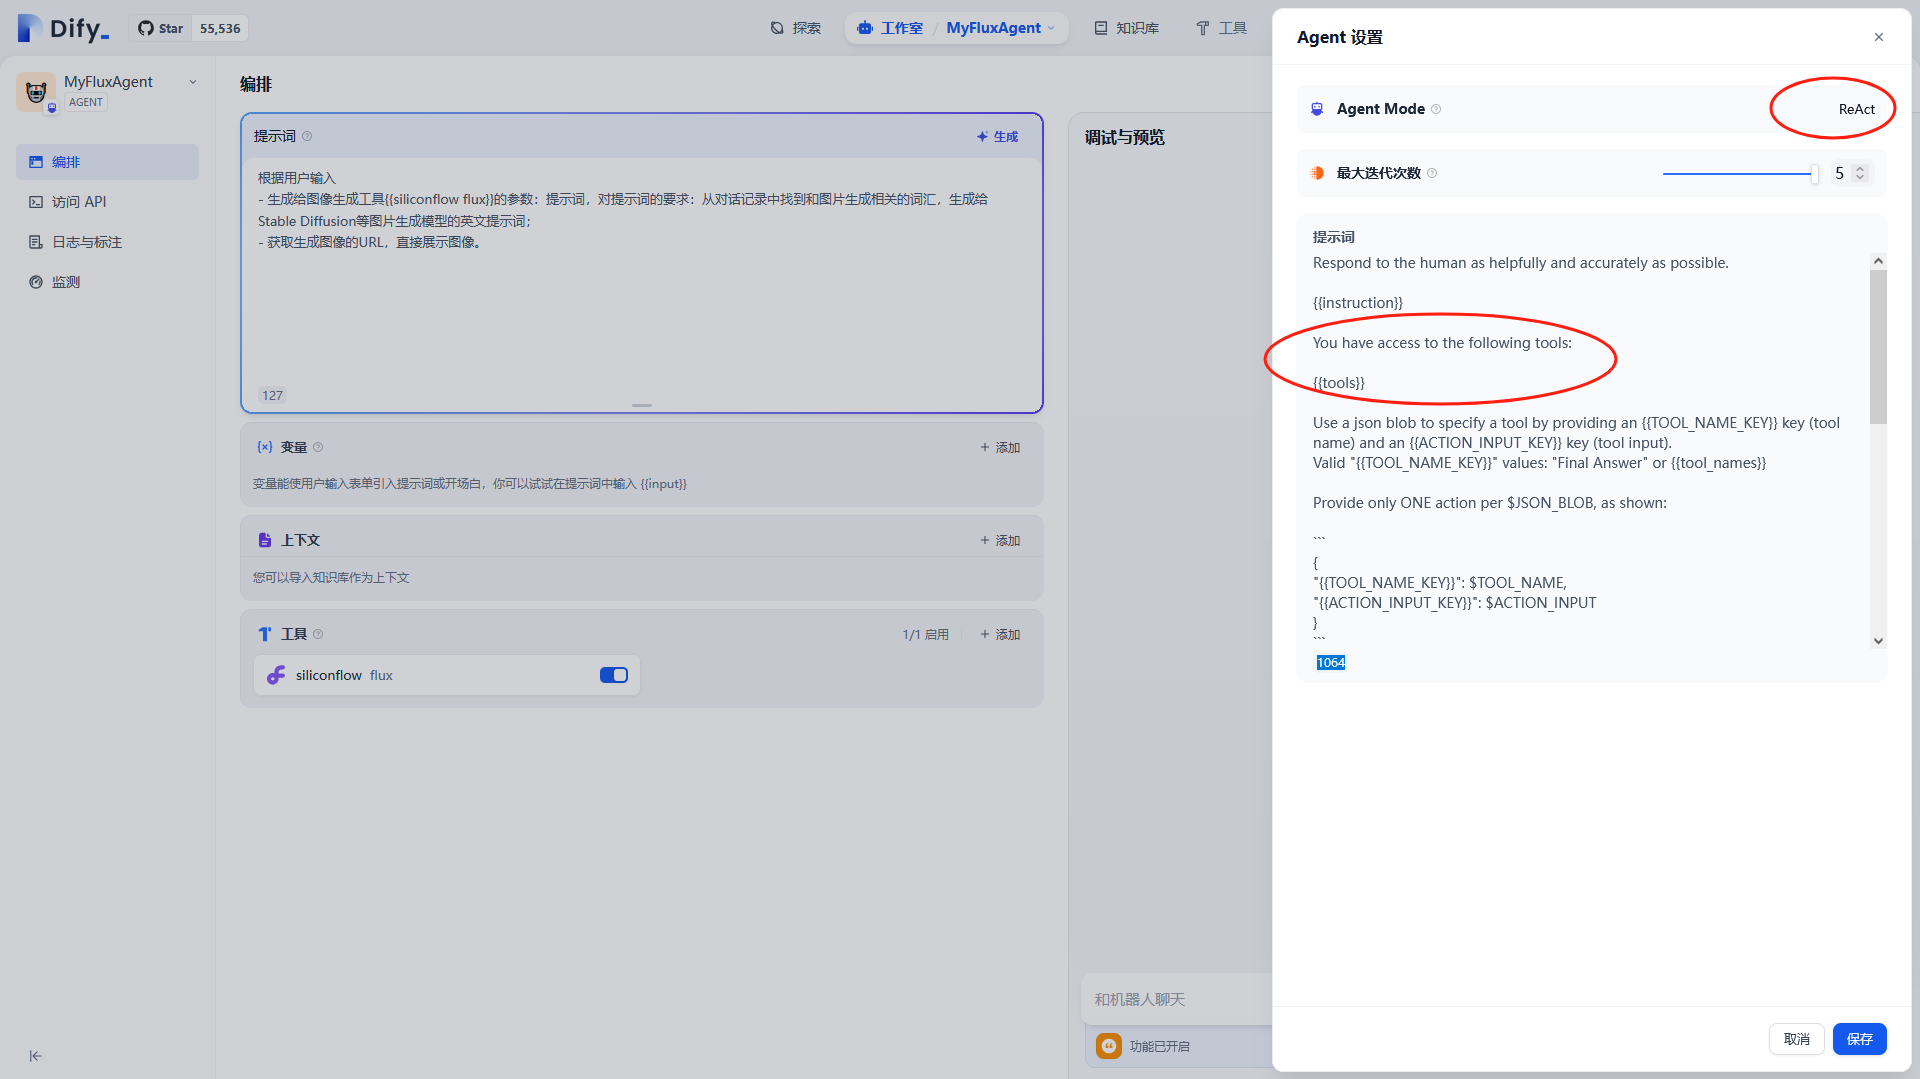 Dify_
Star 55,536
探索
工作室 / MyFluxAgent
知识库
工具
MyFluxAgent
AGENT
编排
访问 API
日志与标注
监测
编排
提示词
生成
根据用户输入
- 生成给图像生成工具{{siliconflow flux}}的参数：提示词，对提示词的要求：从对话记录中找到和图片生成相关的词汇，生成给
Stable Diffusion等图片生成模型的英文提示词；
- 获取生成图像的URL，直接展示图像。
127
{x} 变量
+ 添加
变量能使用户输入表单引入提示词或开场白，你可以试试在提示词中输入 {{input}}
上下文
+ 添加
您可以导入知识库作为上下文
工具
1/1 启用
+ 添加
siliconflow flux
调试与预览
和机器人聊天
功能已开启
Agent 设置
Agent Mode
ReAct
最大迭代次数
5
提示词
Respond to the human as helpfully and accurately as possible.
{{instruction}}
You have access to the following tools:
{{tools}}
Use a json blob to specify a tool by providing an {{TOOL_NAME_KEY}} key (tool
name) and an {{ACTION_INPUT_KEY}} key (tool input).
Valid "{{TOOL_NAME_KEY}}" values: "Final Answer" or {{tool_names}}
Provide only ONE action per $JSON_BLOB, as shown:
```
{
"{{TOOL_NAME_KEY}}": $TOOL_NAME,
"{{ACTION_INPUT_KEY}}": $ACTION_INPUT
}
```
1064
取消
保存